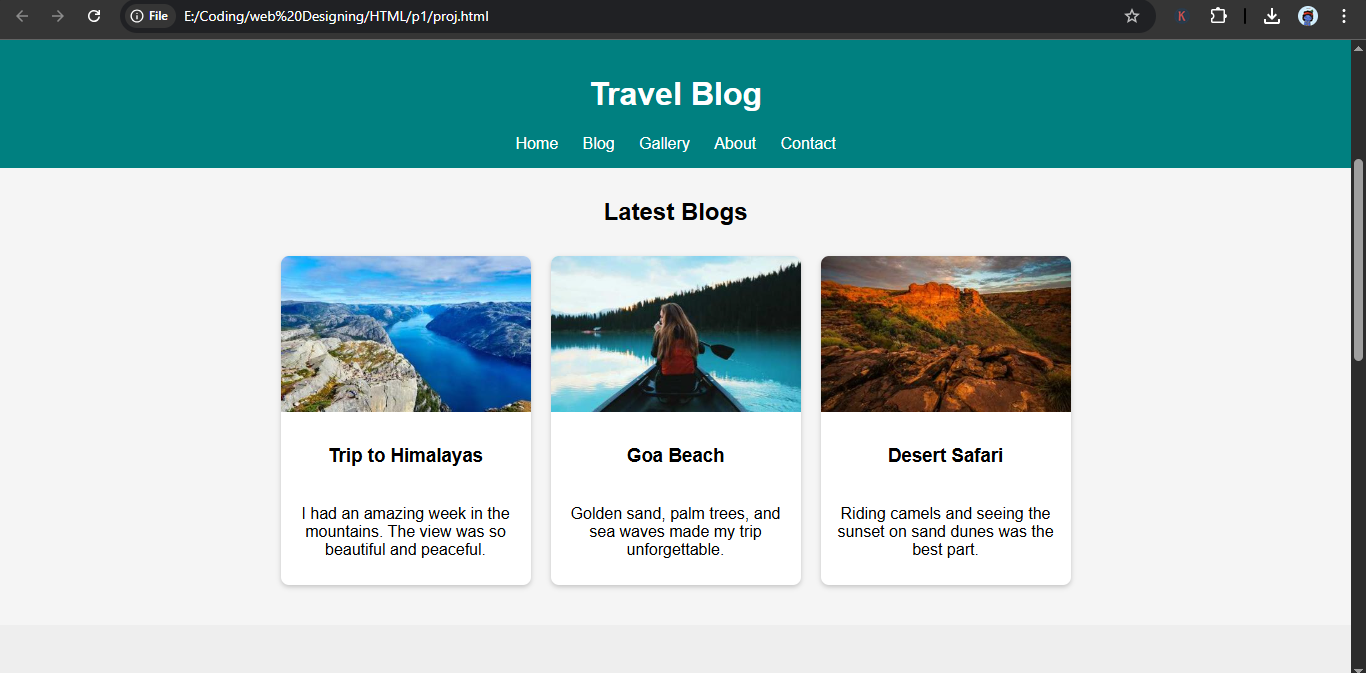 File E:/Coding/web%20Designing/HTML/p1/proj.html K
Travel Blog
Home Blog Gallery About Contact
Latest Blogs
Trip to Himalayas
I had an amazing week in the
mountains. The view was so
beautiful and peaceful.
Goa Beach
Golden sand, palm trees, and
sea waves made my trip
unforgettable.
Desert Safari
Riding camels and seeing the
sunset on sand dunes was the
best part.